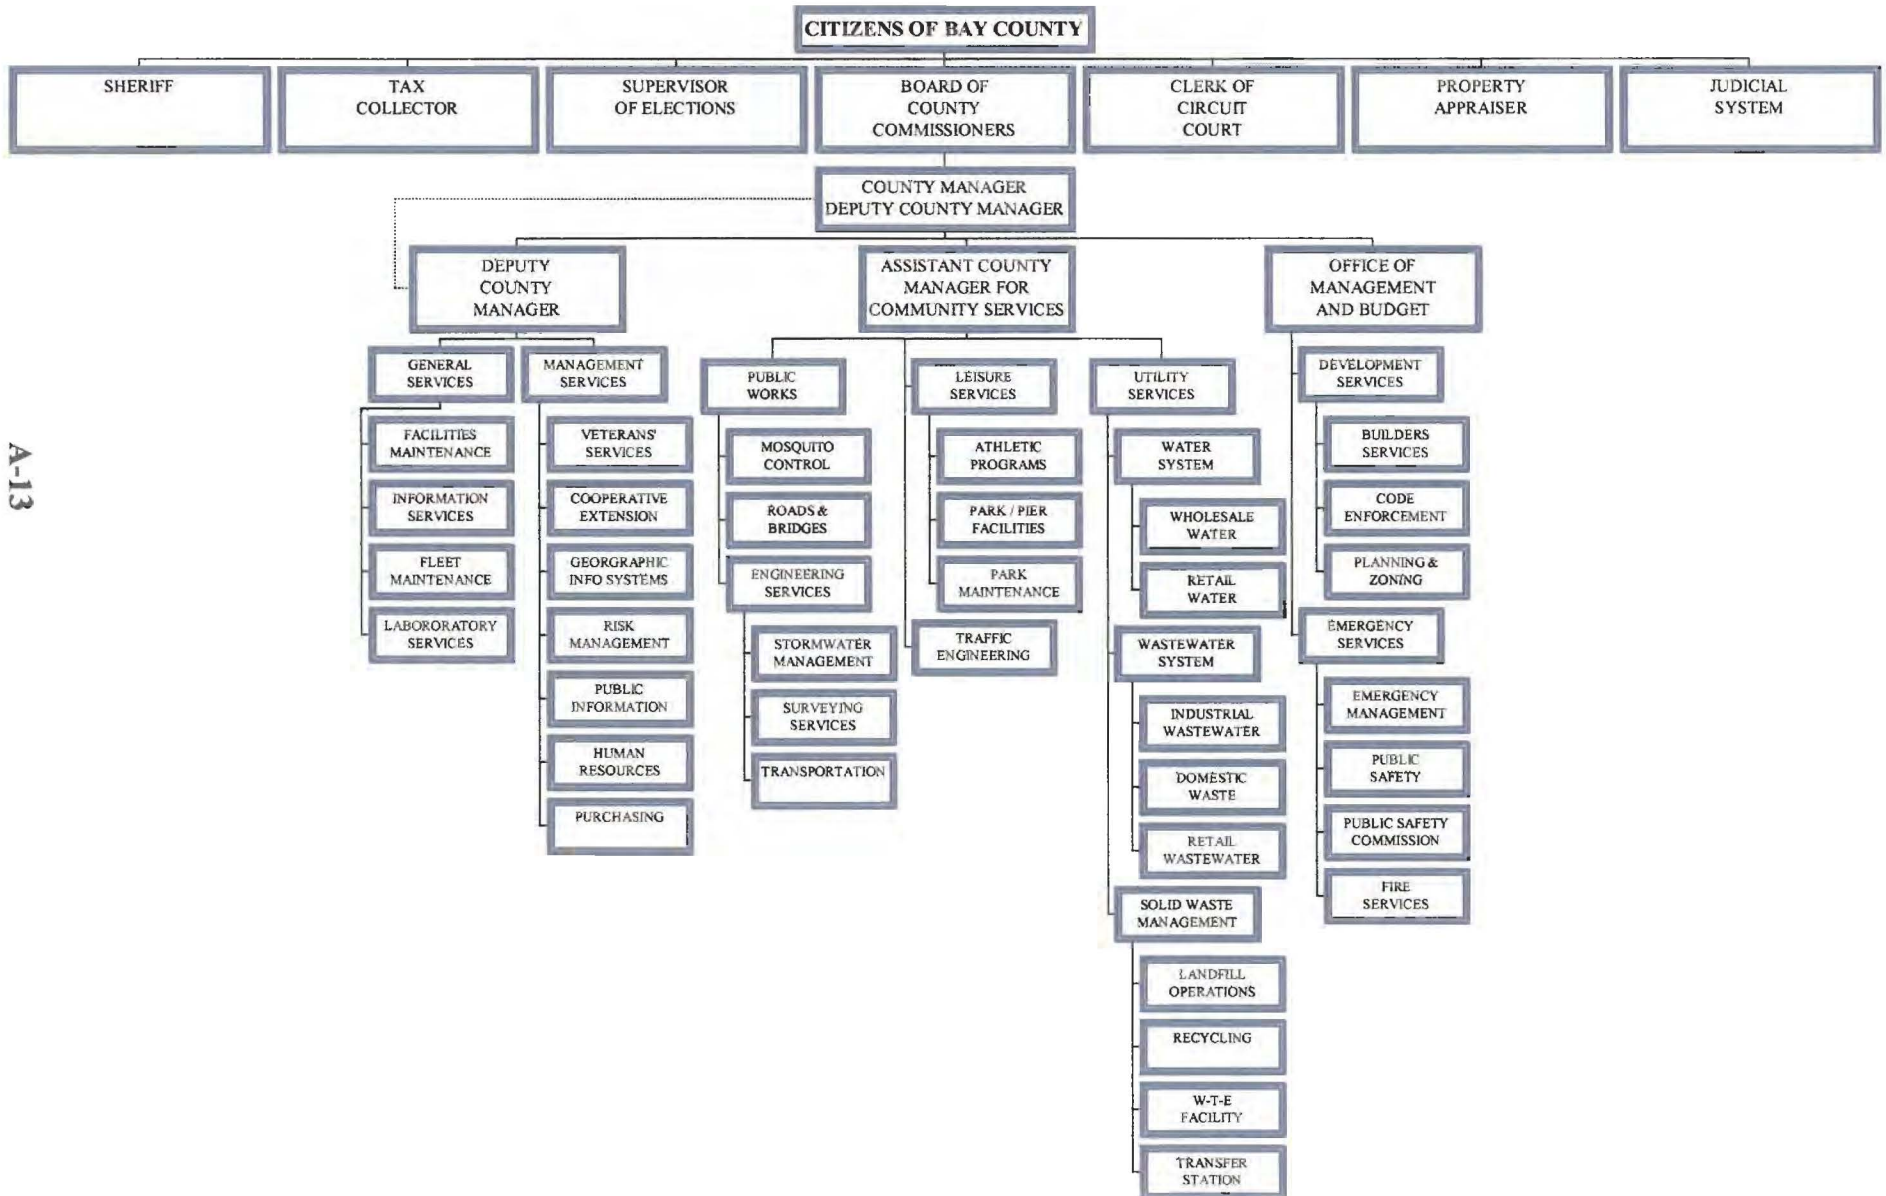 CITIZENS OF BAY COUNTY
SHERIFF
TAX
COLLECTOR
SUPERVISOR
OF ELECTIONS
BOARD OF
COUNTY
COMMISSIONERS
CLERK OF
CIRCUIT
COURT
PROPERTY
APPRAISER
JUDICIAL
SYSTEM
COUNTY MANAGER
DEPUTY COUNTY MANAGER
DEPUTY
COUNTY
MANAGER
ASSISTANT COUNTY
MANAGER FOR
COMMUNITY SERVICES
OFFICE OF
MANAGEMENT
AND BUDGET
GENERAL
SERVICES
FACILITIES
MAINTENANCE
INFORMATION
SERVICES
FLEET
MAINTENANCE
LABORORATORY
SERVICES
MANAGEMENT
SERVICES
VETERANS'
SERVICES
COOPERATIVE
EXTENSION
GEORGRAPHIC
INFO SYSTEMS
RISK
MANAGEMENT
PUBLIC
INFORMATION
HUMAN
RESOURCES
PURCHASING
PUBLIC
WORKS
MOSQUITO
CONTROL
ROADS &
BRIDGES
ENGINEERING
SERVICES
STORMWATER
MANAGEMENT
SURVEYING
SERVICES
TRANSPORTATION
LEISURE
SERVICES
ATHLETIC
PROGRAMS
PARK / PIER
FACILITIES
PARK
MAINTENANCE
TRAFFIC
ENGINEERING
UTILITY
SERVICES
WATER
SYSTEM
WHOLESALE
WATER
RETAIL
WATER
WASTEWATER
SYSTEM
INDUSTRIAL
WASTEWATER
DOMESTIC
WASTE
RETAIL
WASTEWATER
SOLID WASTE
MANAGEMENT
LANDFILL
OPERATIONS
RECYCLING
W-T-E
FACILITY
TRANSFER
STATION
DEVELOPMENT
SERVICES
BUILDERS
SERVICES
CODE
ENFORCEMENT
PLANNING &
ZONING
EMERGENCY
SERVICES
EMERGENCY
MANAGEMENT
PUBLIC
SAFETY
PUBLIC SAFETY
COMMISSION
FIRE
SERVICES
A-13